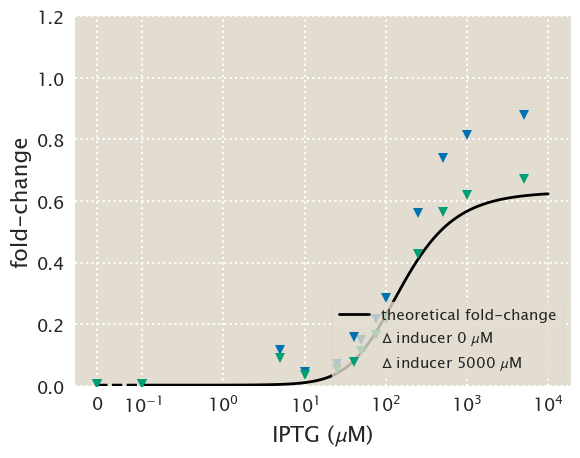 1.2
1.0
0.8
0.6
0.4
0.2
0.0
fold-change
theoretical fold-change
Δ inducer 0 μM
Δ inducer 5000 μM
0 10⁻¹ 10⁰ 10¹ 10² 10³ 10⁴
IPTG (μM)